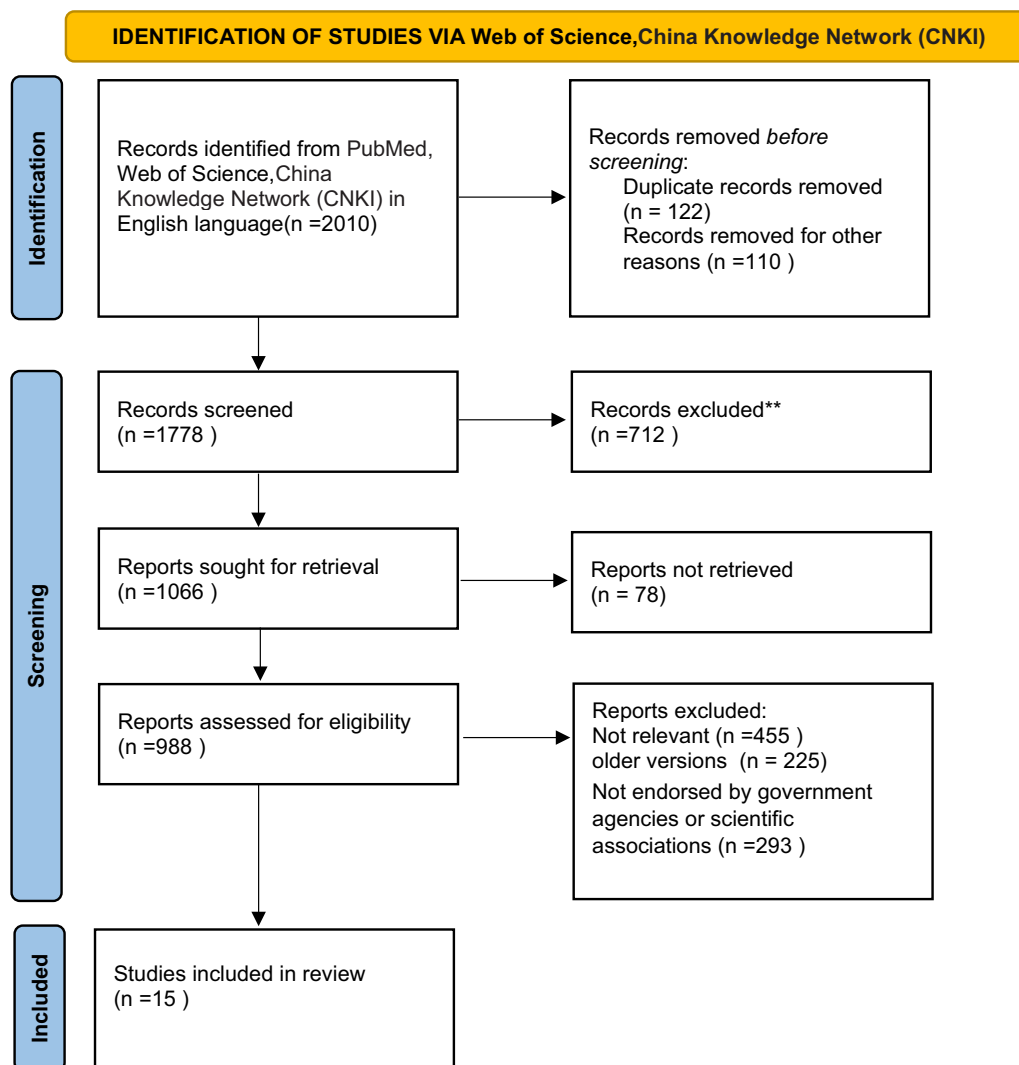 IDENTIFICATION OF STUDIES VIA Web of Science,China Knowledge Network (CNKI)
Identification
Records identified from PubMed,
Web of Science,China
Knowledge Network (CNKI) in
English language(n =2010)
Records removed before
screening:
Duplicate records removed
(n = 122)
Records removed for other
reasons (n =110 )
Screening
Records screened
(n =1778 )
Records excluded**
(n =712 )
Reports sought for retrieval
(n =1066 )
Reports not retrieved
(n = 78)
Reports assessed for eligibility
(n =988 )
Reports excluded:
Not relevant (n =455 )
older versions (n = 225)
Not endorsed by government
agencies or scientific
associations (n =293 )
Included
Studies included in review
(n =15 )